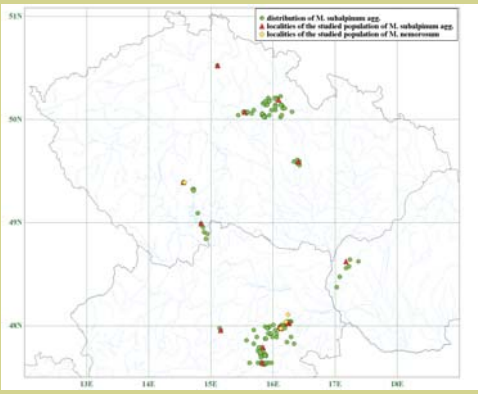 distribution of M. subalpinum agg.
localities of the studied population of M. subalpinum agg.
localities of the studied population of M. nemorosum
51N
50N
49N
48N
13E 14E 15E 16E 17E 18E